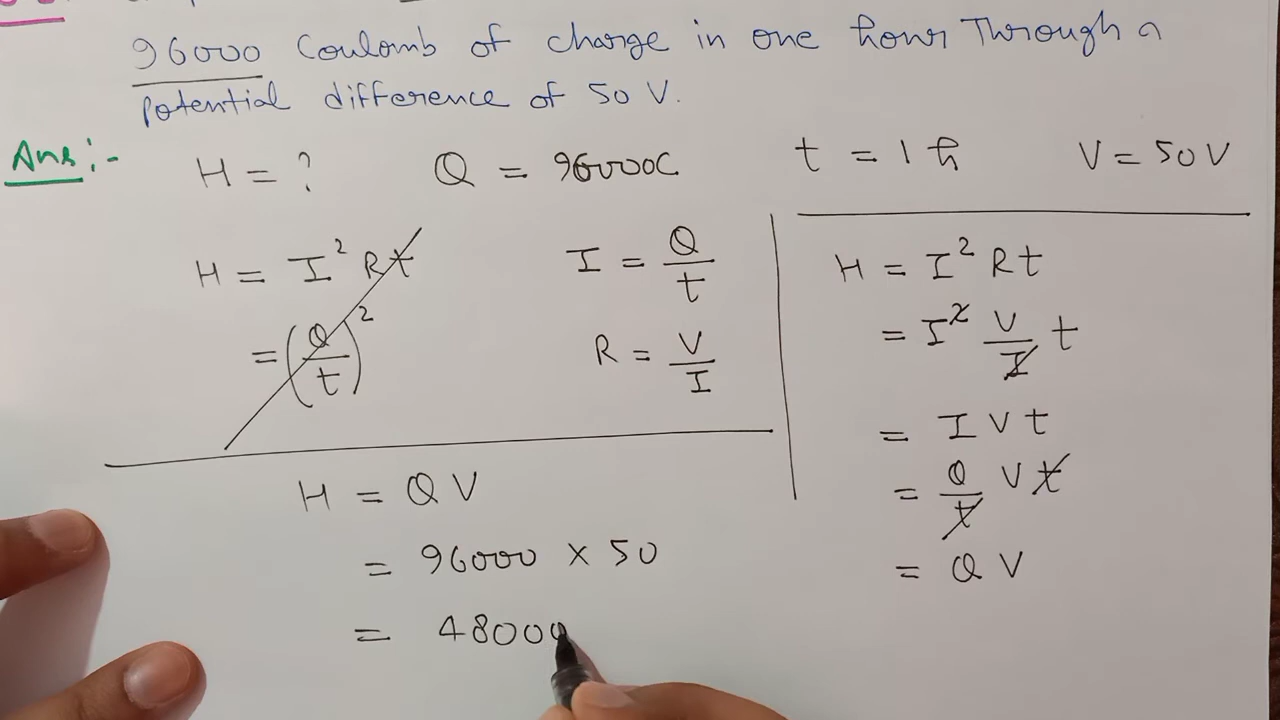 96000 Coulomb of charge in one hour Through a
potential difference of 50 V.
Ans:-
H = ? Q = 96000C t = 1 h V = 50 V
H = I² R t
= (Q/t)²
I = Q/t
R = V/I
H = I² R t
= I² V/I t
= I V t
= Q/t V t
= Q V
H = Q V
= 96000 × 50
= 48000